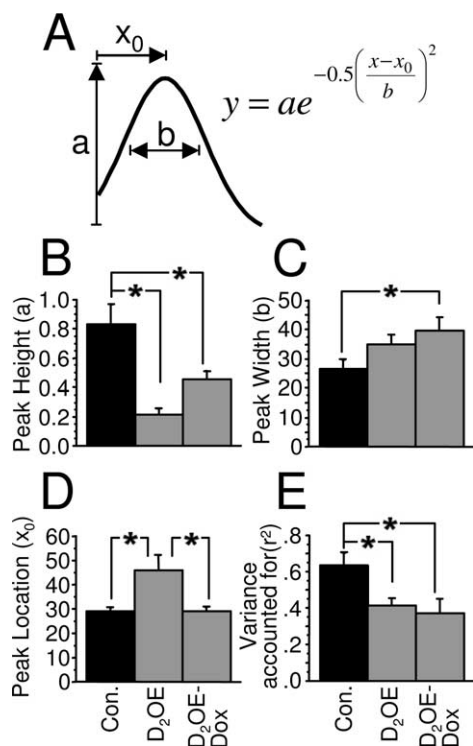 A
x₀
a
b
y = ae^(-0.5((x-x₀)/b)²)
B
Peak Height (a)
1.0
0.8
0.6
0.4
0.2
0.0
*
*
C
Peak Width (b)
50
40
30
20
10
0
*
D
Peak Location (x₀)
60
50
40
30
20
10
0
*
*
Con.
D₂OE
D₂OE-
Dox
E
Variance
accounted for(r²)
.8
.6
.4
.2
.0
*
*
Con.
D₂OE
D₂OE-
Dox